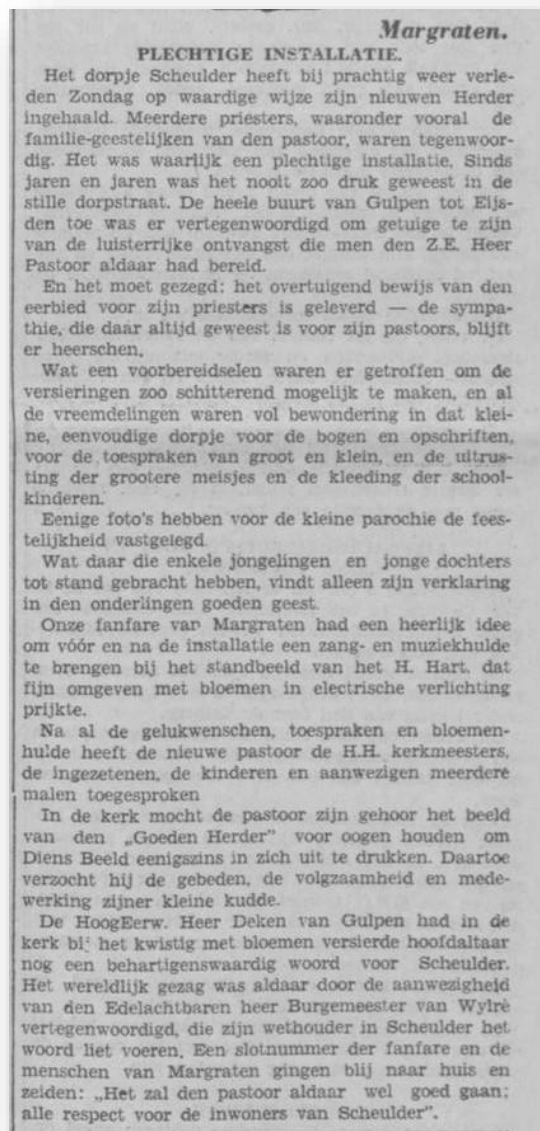 Margraten.
PLECHTIGE INSTALLATIE.
Het dorpje Scheulder heeft bij prachtig weer verle-
den Zondag op waardige wijze zijn nieuwen Herder
ingehaald. Meerdere priesters, waaronder vooral de
familie-geestelijken van den pastoor, waren tegenwoor-
dig. Het was waarlijk een plechtige installatie. Sinds
jaren en jaren was het nooit zoo druk geweest in de
stille dorpstraat. De heele buurt van Gulpen tot Eijs-
den toe was er vertegenwoordigd om getuige te zijn
van de luisterrijke ontvangst die men den Z.E. Heer
Pastoor aldaar had bereid.
En het moet gezegd: het overtuigend bewijs van den
eerbied voor zijn priesters is geleverd — de sympa-
thie, die daar altijd geweest is voor zijn pastoors, blijft
er heerschen.
Wat een voorbereidselen waren er getroffen om de
versieringen zoo schitterend mogelijk te maken, en al
de vreemdelingen waren vol bewondering in dat klei-
ne, eenvoudige dorpje voor de bogen en opschriften,
voor de toespraken van groot en klein, en de uitrus-
ting der grootere meisjes en de kleeding der school-
kinderen.
Eenige foto's hebben voor de kleine parochie de fees-
telijkheid vastgelegd
Wat daar die enkele jongelingen en jonge dochters
tot stand gebracht hebben, vindt alleen zijn verklaring
in den onderlingen goeden geest.
Onze fanfare van Margraten had een heerlijk idee
om vóór en na de installatie een zang- en muziekhulde
te brengen bij het standbeeld van het H. Hart, dat
fijn omgeven met bloemen in electrische verlichting
prijkte.
Na al de gelukwenschen, toespraken en bloemen-
hulde heeft de nieuwe pastoor de H.H. kerkmeesters,
de ingezetenen, de kinderen en aanwezigen meerdere
malen toegesproken
In de kerk mocht de pastoor zijn gehoor het beeld
van den „Goeden Herder” voor oogen houden om
Diens Beeld eenigszins in zich uit te drukken. Daartoe
verzocht hij de gebeden, de volgzaamheid en mede-
werking zijner kleine kudde.
De HoogEerw. Heer Deken van Gulpen had in de
kerk bij het kwistig met bloemen versierde hoofdaltaar
nog een behartigenswaardig woord voor Scheulder.
Het wereldlijk gezag was aldaar door de aanwezigheid
van den Edelachtbaren heer Burgemeester van Wylrè
vertegenwoordigd, die zijn wethouder in Scheulder het
woord liet voeren. Een slotnummer der fanfare en de
menschen van Margraten gingen blij naar huis en
zeiden: „Het zal den pastoor aldaar wel goed gaan;
alle respect voor de inwoners van Scheulder”.